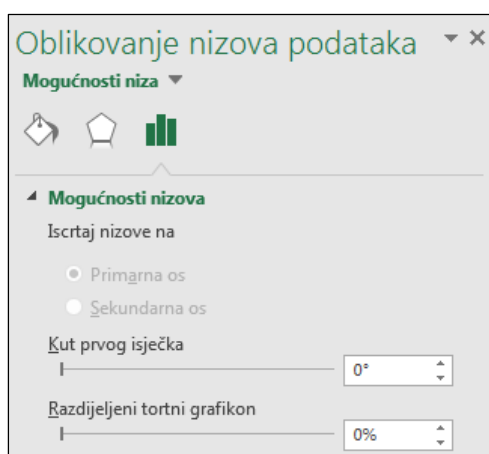 Oblikovanje nizova podataka
Mogućnosti niza
Mogućnosti nizova
Iscrtaj nizove na
Primarna os
Sekundarna os
Kut prvog isječka
0°
Razdijeljeni tortni grafikon
0%